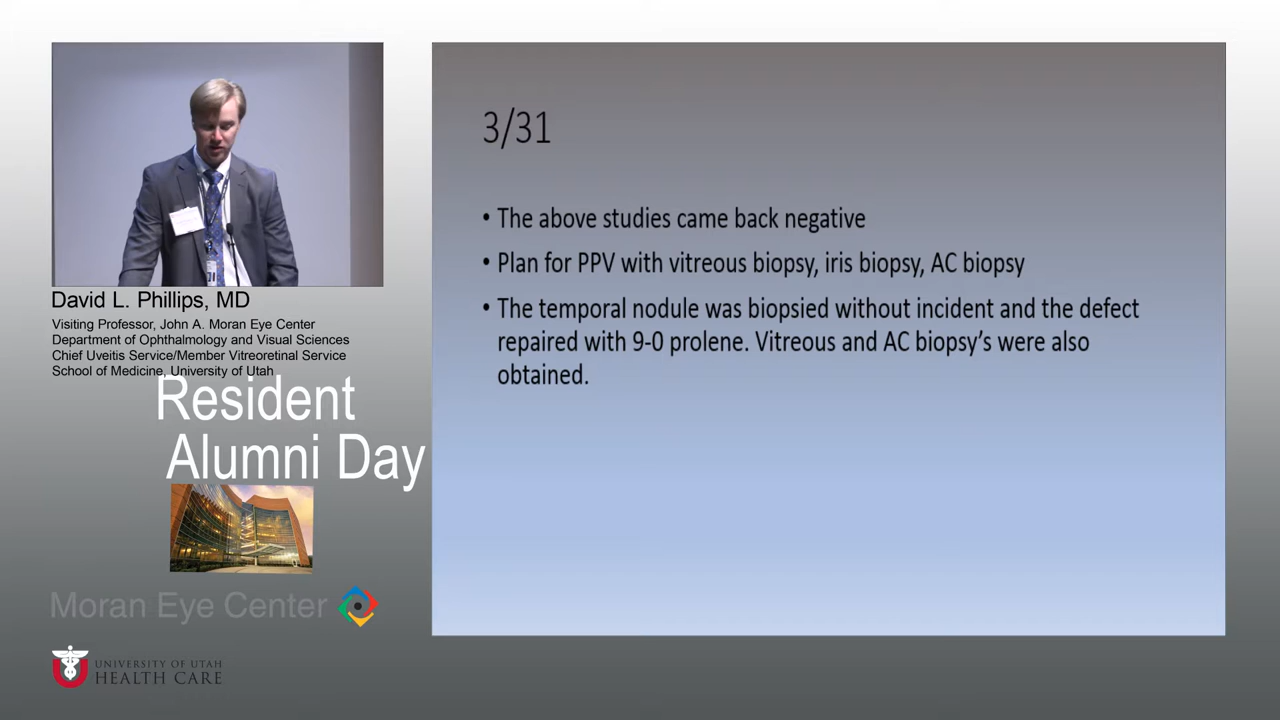 3/31
• The above studies came back negative
• Plan for PPV with vitreous biopsy, iris biopsy, AC biopsy
• The temporal nodule was biopsied without incident and the defect
repaired with 9-0 prolene. Vitreous and AC biopsy’s were also
obtained.
David L. Phillips, MD
Visiting Professor, John A. Moran Eye Center
Department of Ophthalmology and Visual Sciences
Chief Uveitis Service/Member Vitreoretinal Service
School of Medicine, University of Utah
Resident
Alumni Day
Moran Eye Center
UNIVERSITY OF UTAH
HEALTH CARE